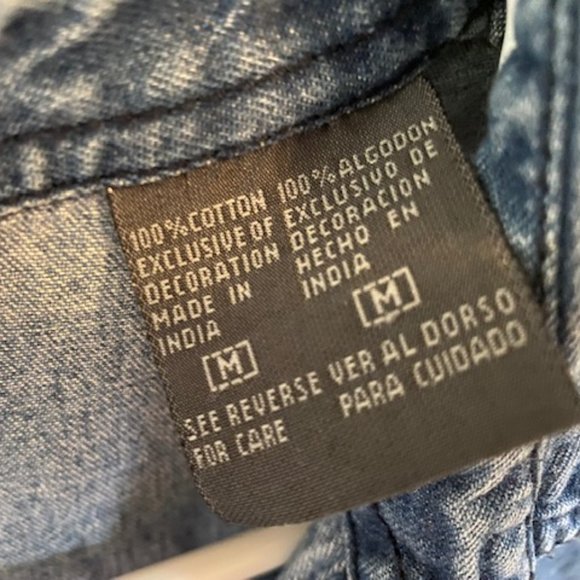 100% COTTON
EXCLUSIVE OF
DECORATION
MADE IN
INDIA
M
SEE REVERSE
FOR CARE
100% ALGODON
EXCLUSIVO DE
DECORACION
HECHO EN
INDIA
M
VER AL DORSO
PARA CUIDADO